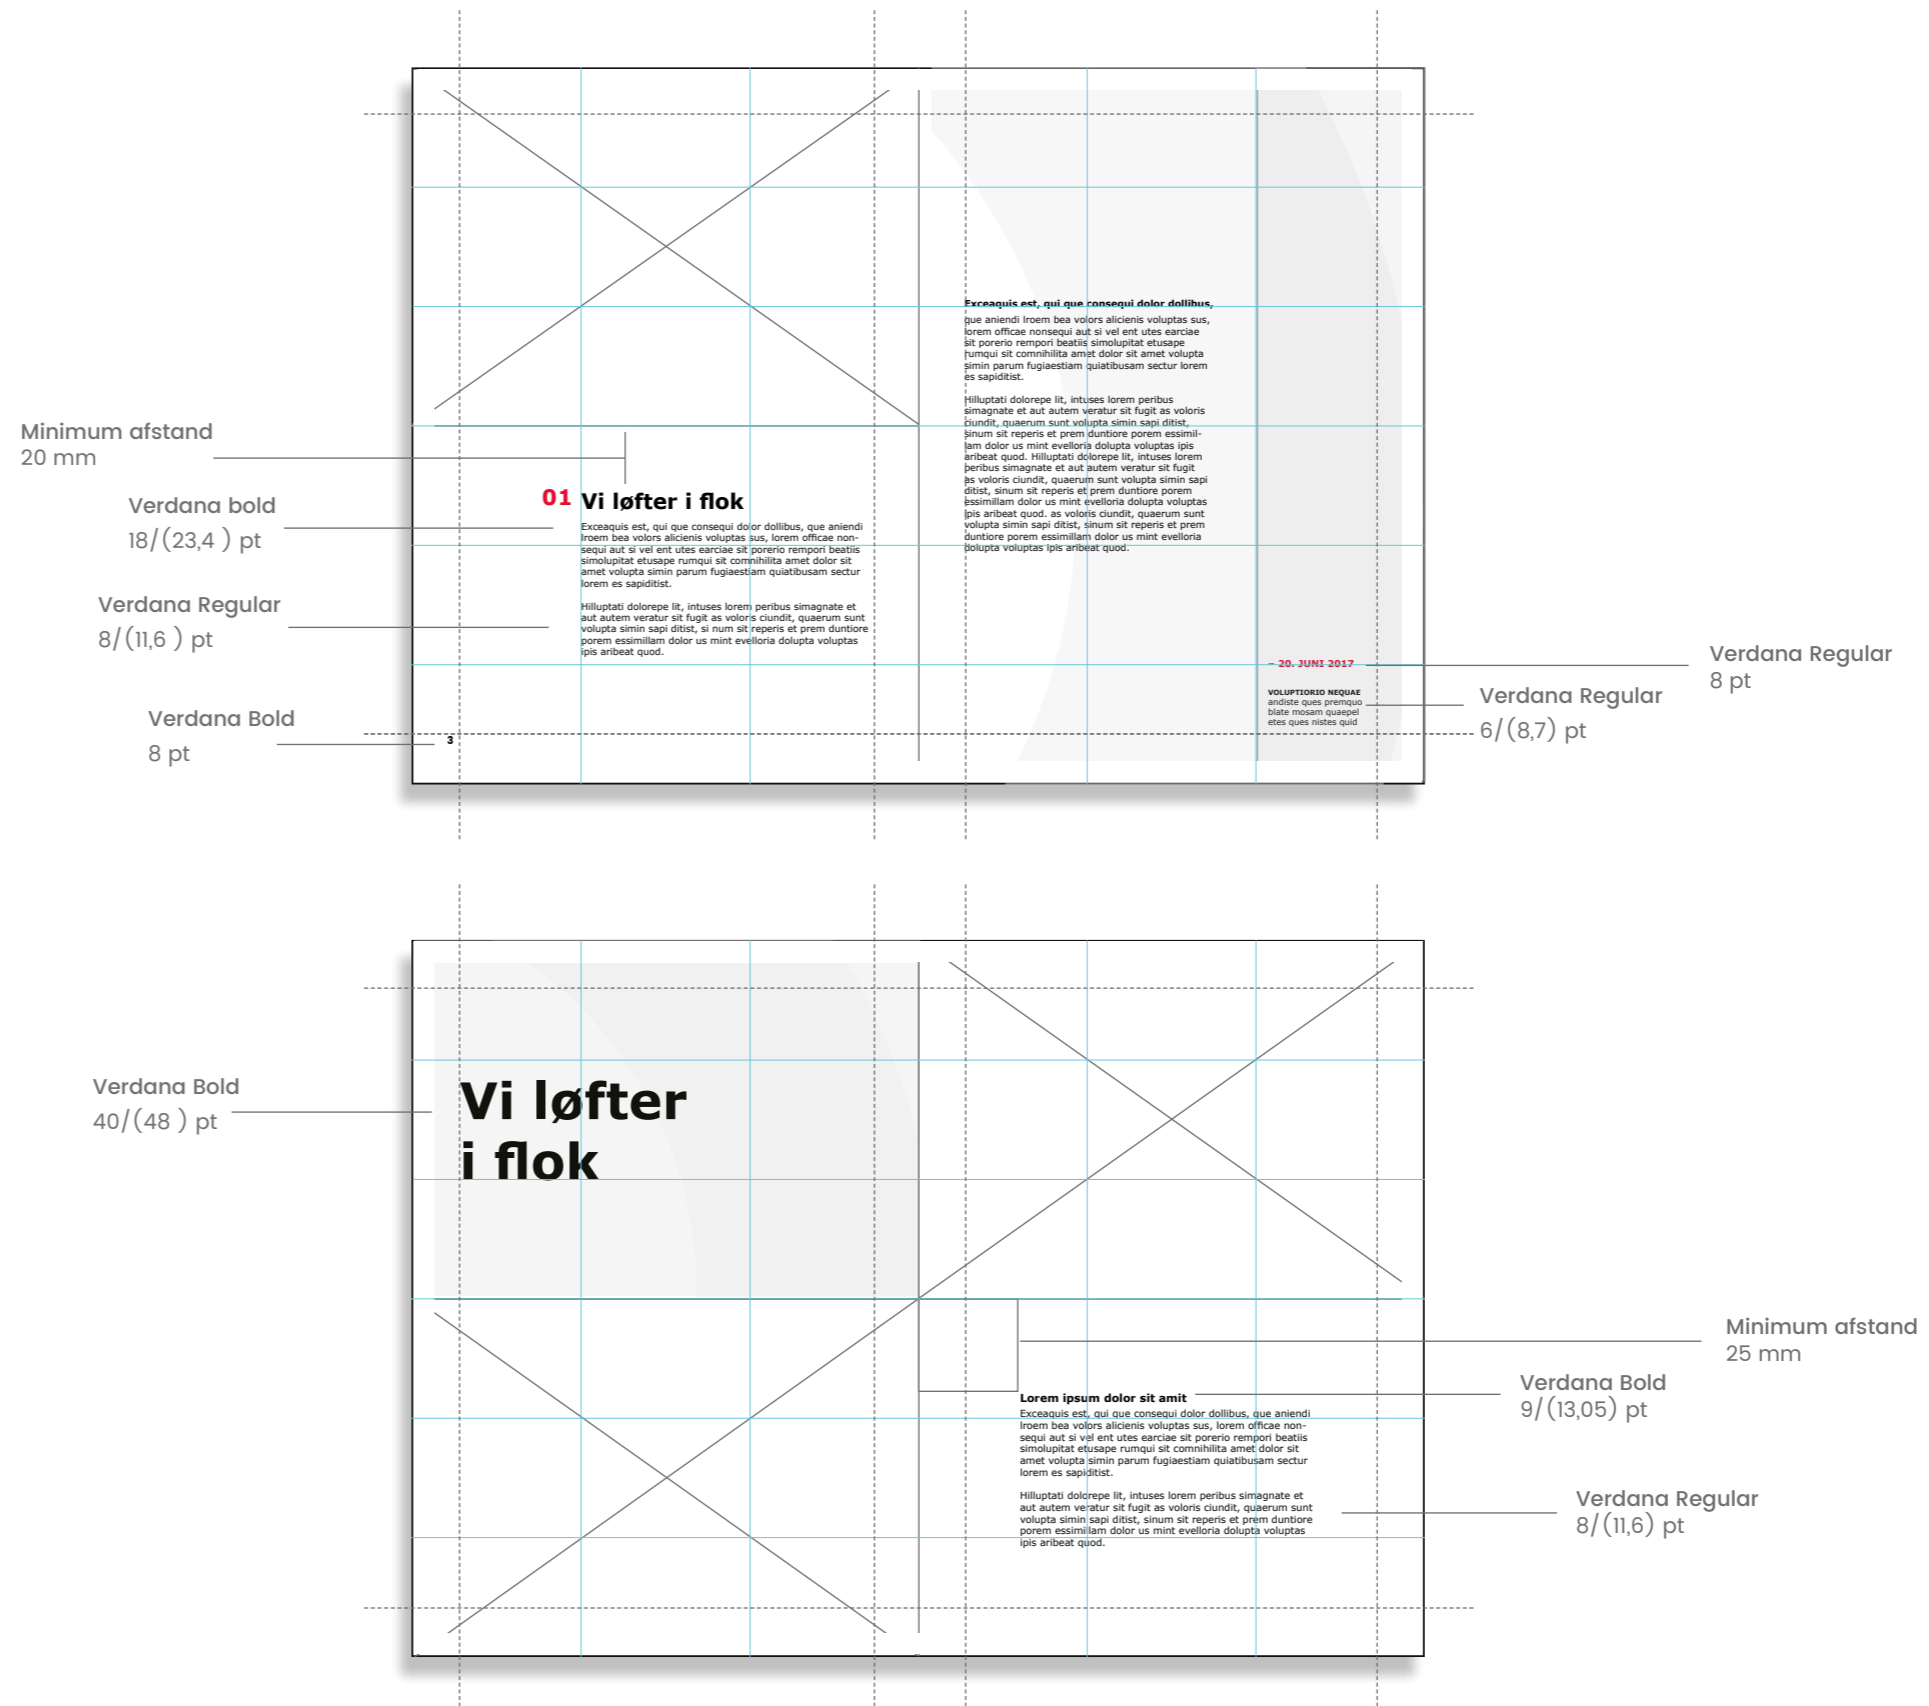 Minimum afstand
20 mm
Verdana bold
18/(23,4 ) pt
Verdana Regular
8/(11,6 ) pt
Verdana Bold
8 pt
01 Vi løfter i flok
Exceaquis est, qui que consequi dolor dollibus, que aniendi
Iroem bea volors alicienis voluptas sus, lorem officae non-
sequi aut si vel ent utes earciae sit porerio rempori beatiis
simolupitat etusape rumqui sit comnihilita amet dolor sit
amet volupta simin parum fugiaestiam quiatibusam sectur
lorem es sapiditist.
Hilluptati dolorepe lit, intuses lorem peribus simagnate et
aut autem veratur sit fugit as voloris ciundit, quaerum sunt
volupta simin sapi ditist, si num sit reperis et prem duntiore
porem essimillam dolor us mint evelloria dolupta voluptas
ipis aribeat quod.
3
Exceaquis est, qui que consequi dolor dollibus,
que aniendi Iroem bea volors alicienis voluptas sus,
lorem officae nonsequi aut si vel ent utes earciae
sit porerio rempori beatiis simolupitat etusape
rumqui sit comnihilita amet dolor sit amet volupta
simin parum fugiaestiam quiatibusam sectur lorem
es sapiditist.
Hilluptati dolorepe lit, intuses lorem peribus
simagnate et aut autem veratur sit fugit as voloris
ciundit, quaerum sunt volupta simin sapi ditist,
sinum sit reperis et prem duntiore porem essimil-
lam dolor us mint evelloria dolupta voluptas ipis
aribeat quod. Hilluptati dolorepe lit, intuses lorem
peribus simagnate et aut autem veratur sit fugit
as voloris ciundit, quaerum sunt volupta simin sapi
ditist, sinum sit reperis et prem duntiore porem
essimillam dolor us mint evelloria dolupta voluptas
ipis aribeat quod. as voloris ciundit, quaerum sunt
volupta simin sapi ditist, sinum sit reperis et prem
duntiore porem essimillam dolor us mint evelloria
dolupta voluptas ipis aribeat quod.
– 20. JUNI 2017
VOLUPTIORIO NEQUAE
andiste ques premquo
blate mosam quaepel
etes ques nistes quid
Verdana Regular
8 pt
Verdana Regular
6/(8,7) pt
Verdana Bold
40/(48 ) pt
Vi løfter
i flok
Minimum afstand
25 mm
Verdana Bold
9/(13,05) pt
Lorem ipsum dolor sit amit
Exceaquis est, qui que consequi dolor dollibus, que aniendi
Iroem bea volors alicienis voluptas sus, lorem officae non-
sequi aut si vel ent utes earciae sit porerio rempori beatiis
simolupitat etusape rumqui sit comnihilita amet dolor sit
amet volupta simin parum fugiaestiam quiatibusam sectur
lorem es sapiditist.
Hilluptati dolorepe lit, intuses lorem peribus simagnate et
aut autem veratur sit fugit as voloris ciundit, quaerum sunt
volupta simin sapi ditist, sinum sit reperis et prem duntiore
porem essimillam dolor us mint evelloria dolupta voluptas
ipis aribeat quod.
Verdana Regular
8/(11,6) pt